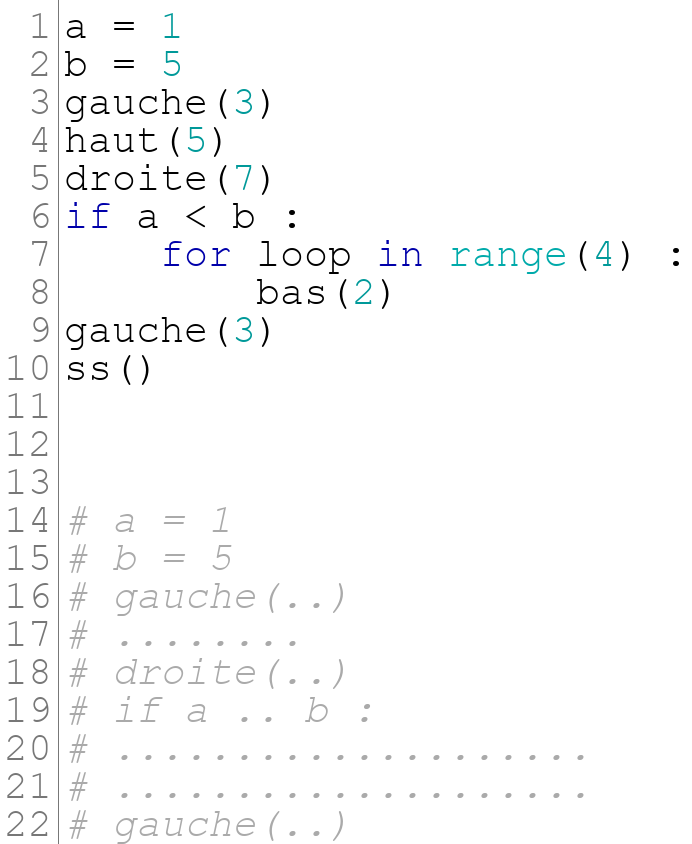 1 a = 1
2 b = 5
3 gauche(3)
4 haut(5)
5 droite(7)
6 if a < b :
7     for loop in range(4) :
8         bas(2)
9 gauche(3)
10 ss()
11
12
13
14 # a = 1
15 # b = 5
16 # gauche(..)
17 # ........
18 # droite(..)
19 # if a .. b :
20 # ....................
21 # ....................
22 # gauche(..)